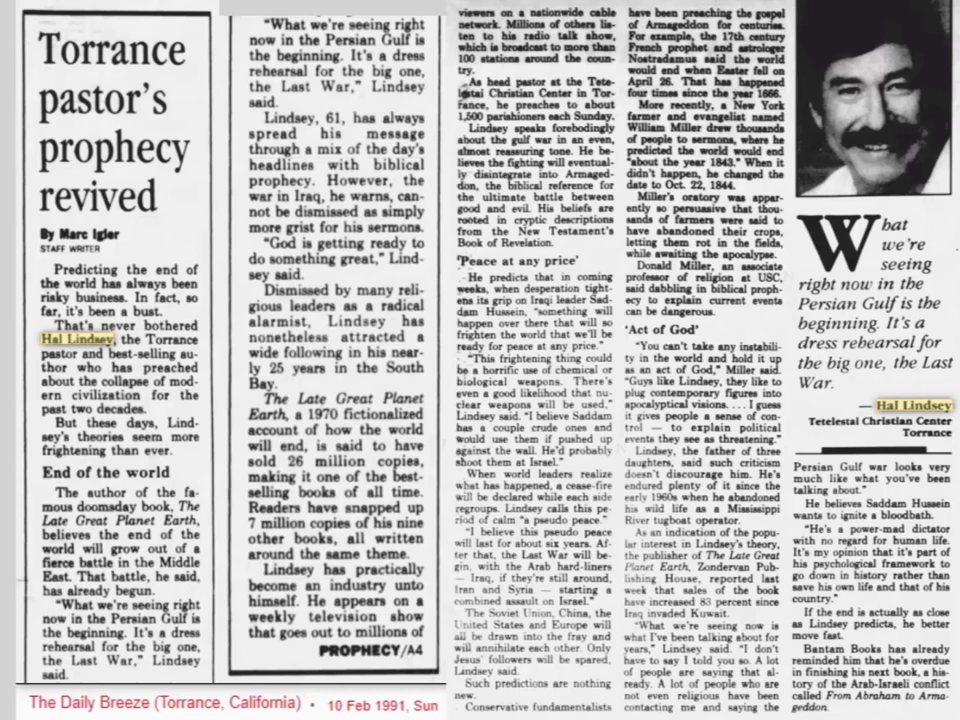 Torrance
pastor's
prophecy
revived
By Marc Igler
STAFF WRITER
Predicting the end of
the world has always been
risky business. In fact, so
far, it's been a bust.
That's never bothered
Hal Lindsey, the Torrance
pastor and best-selling au-
thor who has preached
about the collapse of mod-
ern civilization for the
past two decades.
But these days, Lind-
sey's theories seem more
frightening than ever.
End of the world
The author of the fa-
mous doomsday book, The
Late Great Planet Earth,
believes the end of the
world will grow out of a
fierce battle in the Middle
East. That battle, he said,
has already begun.
"What we're seeing right
now in the Persian Gulf is
the beginning. It's a dress
rehearsal for the big one,
the Last War," Lindsey
said.
"What we're seeing right
now in the Persian Gulf is
the beginning. It's a dress
rehearsal for the big one,
the Last War," Lindsey
said.
Lindsey, 61, has always
spread his message
through a mix of the day's
headlines with biblical
prophecy. However, the
war in Iraq, he warns, can-
not be dismissed as simply
more grist for his sermons.
"God is getting ready to
do something great," Lind-
sey said.
Dismissed by many reli-
gious leaders as a radical
alarmist, Lindsey has
nonetheless attracted a
wide following in his near-
ly 25 years in the South
Bay.
The Late Great Planet
Earth, a 1970 fictionalized
account of how the world
will end, is said to have
sold 26 million copies,
making it one of the best-
selling books of all time.
Readers have snapped up
7 million copies of his nine
other books, all written
around the same theme.
Lindsey has practically
become an industry unto
himself. He appears on a
weekly television show
that goes out to millions of
PROPHECY/A4
viewers on a nationwide cable
network. Millions of others lis-
ten to his radio talk show,
which is broadcast to more than
100 stations around the coun-
try.
As head pastor at the Tete-
lestai Christian Center in Tor-
rance, he preaches to about
1,500 parishioners each Sunday.
Lindsey speaks forebodingly
about the gulf war in an even,
almost reassuring tone. He be-
lieves the fighting will eventual-
ly disintegrate into Armaged-
don, the biblical reference for
the ultimate battle between
good and evil. His beliefs are
rooted in cryptic descriptions
from the New Testament's
Book of Revelation.
'Peace at any price'
He predicts that in coming
weeks, when desperation tight-
ens its grip on Iraqi leader Sad-
dam Hussein, "something will
happen over there that will so
frighten the world that we'll be
ready for peace at any price."
"This frightening thing could
be a horrific use of chemical or
biological weapons. There's
even a good likelihood that nu-
clear weapons will be used,"
Lindsey said. "I believe Saddam
has a couple crude ones and
would use them if pushed up
against the wall. He'd probably
shoot them at Israel."
When world leaders realize
what has happened, a cease-fire
will be declared while each side
regroups. Lindsey calls this pe-
riod of calm "a pseudo peace."
"I believe this pseudo peace
will last for about six years. Af-
ter that, the Last War will be-
gin, with the Arab hard-liners
— Iraq, if they're still around,
Iran and Syria — starting a
combined assault on Israel."
The Soviet Union, China, the
United States and Europe will
all be drawn into the fray and
will annihilate each other. Only
Jesus' followers will be spared,
Lindsey said.
Such predictions are nothing
new.
Conservative fundamentalists
have been preaching the gospel
of Armageddon for centuries.
For example, the 17th century
French prophet and astrologer
Nostradamus said the world
would end when Easter fell on
April 26. That has happened
four times since the year 1666.
More recently, a New York
farmer and evangelist named
William Miller drew thousands
of people to sermons, where he
predicted the world would end
"about the year 1843." When it
didn't happen, he changed the
date to Oct. 22, 1844.
Miller's oratory was appar-
ently so persuasive that thou-
sands of farmers were said to
have abandoned their crops,
letting them rot in the fields,
while awaiting the apocalypse.
Donald Miller, an associate
professor of religion at USC,
said dabbling in biblical proph-
ecy to explain current events
can be dangerous.
'Act of God'
"You can't take any instabili-
ty in the world and hold it up
as an act of God," Miller said.
"Guys like Lindsey, they like to
plug contemporary figures into
apocalyptical visions. . . . I guess
it gives people a sense of con-
trol — to explain political
events they see as threatening."
Lindsey, the father of three
daughters, said such criticism
doesn't discourage him. He's
endured plenty of it since the
early 1960s when he abandoned
his wild life as a Mississippi
River tugboat operator.
As an indication of the popu-
lar interest in Lindsey's theory,
the publisher of The Late Great
Planet Earth, Zondervan Pub-
lishing House, reported last
week that sales of the book
have increased 83 percent since
Iraq invaded Kuwait.
"What we're seeing now is
what I've been talking about for
years," Lindsey said. "I don't
have to say I told you so. A lot
of people are saying that al-
ready. A lot of people who are
not even religious have been
contacting me and saying the
What
we're
seeing
right now in the
Persian Gulf is the
beginning. It's a
dress rehearsal for
the big one, the Last
War.
— Hal Lindsey
Tetelestai Christian Center
Torrance
Persian Gulf war looks very
much like what you've been
talking about."
He believes Saddam Hussein
wants to ignite a bloodbath.
"He's a power-mad dictator
with no regard for human life.
It's my opinion that it's part of
his psychological framework to
go down in history rather than
save his own life and that of his
country."
If the end is actually as close
as Lindsey predicts, he better
move fast.
Bantam Books has already
reminded him that he's overdue
in finishing his next book, a his-
tory of the Arab-Israeli conflict
called From Abraham to Arma-
geddon.
The Daily Breeze (Torrance, California) • 10 Feb 1991, Sun